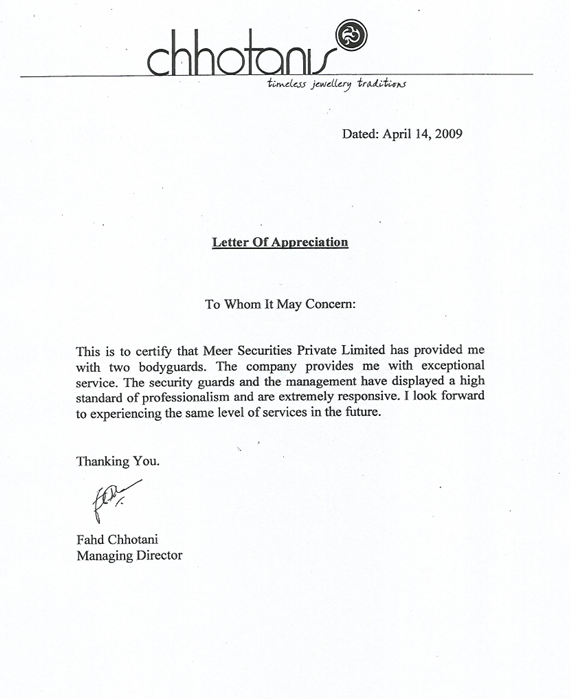 chhotanis
timeless jewellery traditions
Dated: April 14, 2009
Letter Of Appreciation
To Whom It May Concern:
This is to certify that Meer Securities Private Limited has provided me
with two bodyguards. The company provides me with exceptional
service. The security guards and the management have displayed a high
standard of professionalism and are extremely responsive. I look forward
to experiencing the same level of services in the future.
Thanking You.
Fahd Chhotani
Managing Director